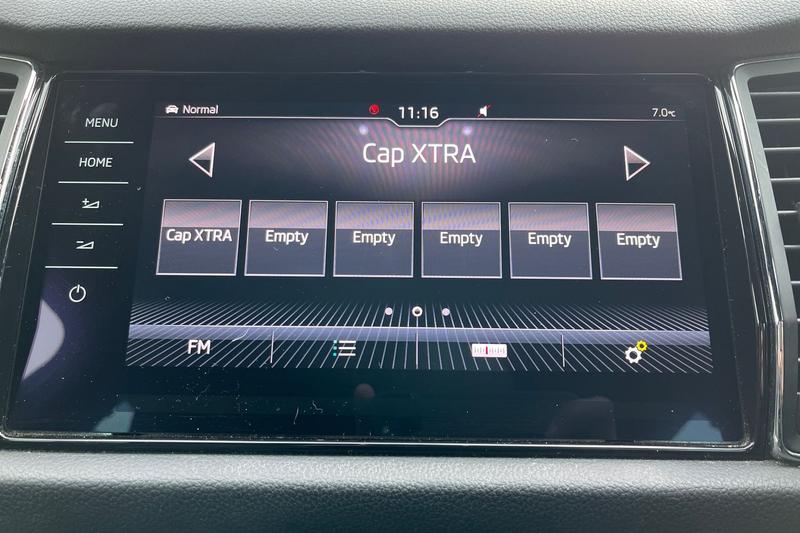 MENU
HOME
Normal
11:16
7.0°C
Cap XTRA
Cap XTRA
Empty
Empty
Empty
Empty
Empty
FM